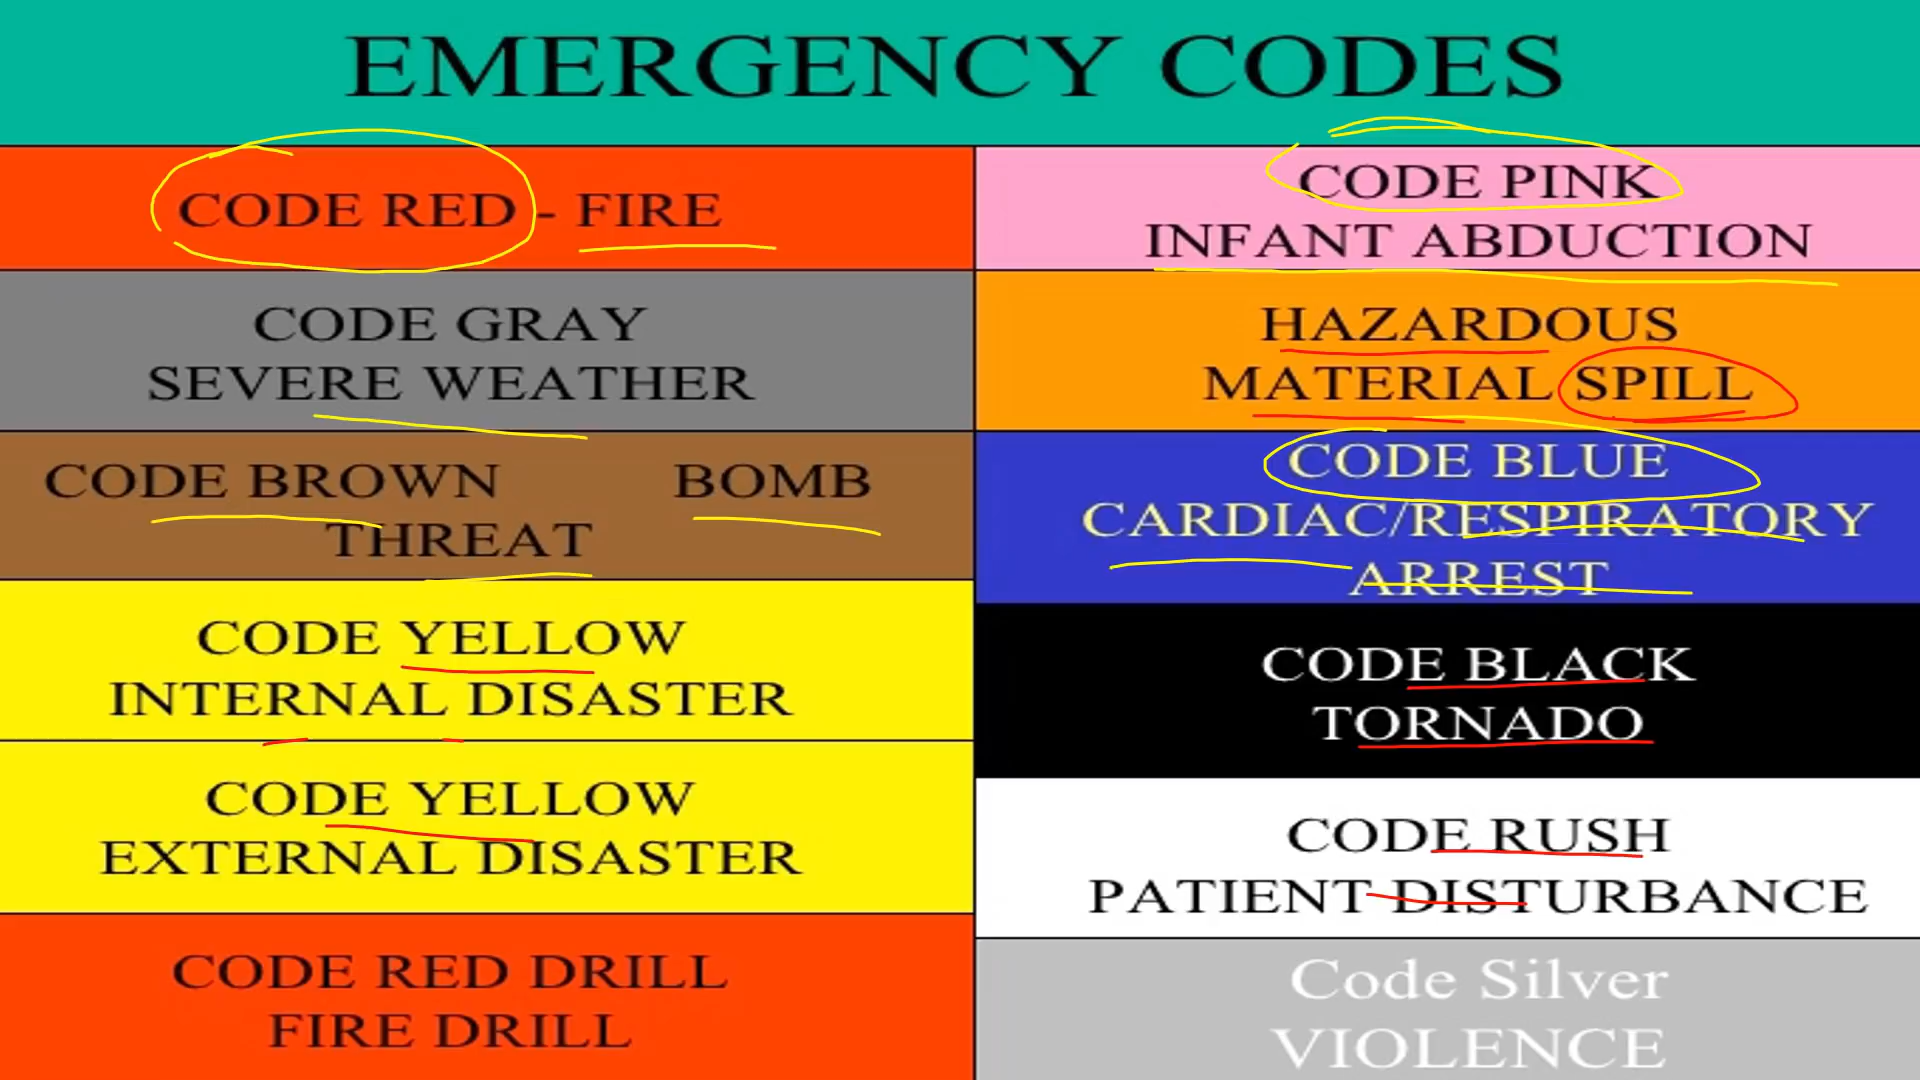 EMERGENCY CODES
CODE RED - FIRE
CODE GRAY
SEVERE WEATHER
CODE BROWN BOMB
THREAT
CODE YELLOW
INTERNAL DISASTER
CODE YELLOW
EXTERNAL DISASTER
CODE RED DRILL
FIRE DRILL
CODE PINK
INFANT ABDUCTION
HAZARDOUS
MATERIAL SPILL
CODE BLUE
CARDIAC/RESPIRATORY
ARREST
CODE BLACK
TORNADO
CODE RUSH
PATIENT DISTURBANCE
Code Silver
VIOLENCE